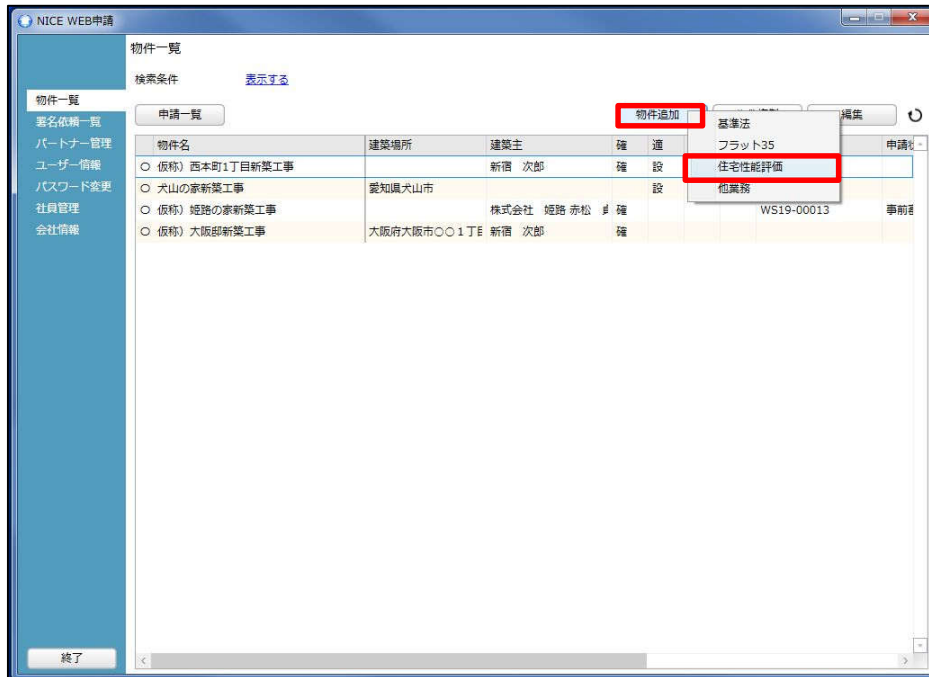 NICE WEB申請
物件一覧
検索条件 表示する
物件一覧
署名依頼一覧
パートナー管理
ユーザー情報
パスワード変更
社員管理
会社情報
終了
申請一覧 物件追加 編集
基準法
フラット35
住宅性能評価
他業務
物件名 建築場所 建築主 確 適 申請
仮称）西本町1丁目新築工事 新宿 次郎 確 設
犬山の家新築工事 愛知県犬山市 設
仮称）姫路の家新築工事 株式会社 姫路 赤松 確 WS19-00013 事前
仮称）大阪邸新築工事 大阪府大阪市○○１丁目 新宿 次郎 確